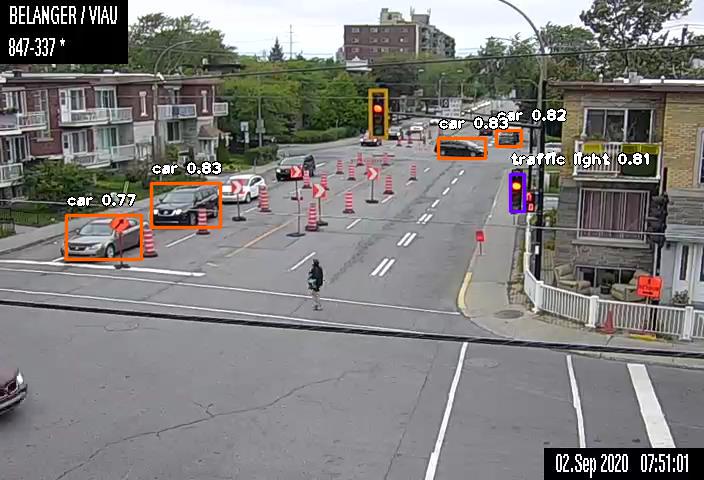 BELANGER / VIAU
847-337 *
car 0.82
car 0.83
traffic light 0.81
car 0.83
car 0.77
02.Sep 2020 07:51:01